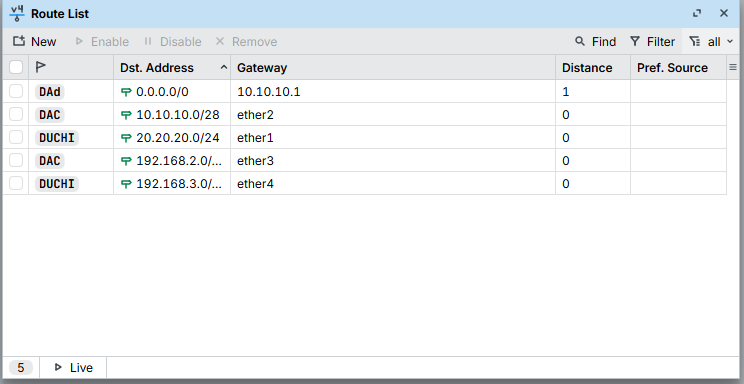 v4 Route List
New Enable Disable Remove Find Filter all
Dst. Address Gateway Distance Pref. Source
DAd 0.0.0.0/0 10.10.10.1 1
DAC 10.10.10.0/28 ether2 0
DUCHI 20.20.20.0/24 ether1 0
DAC 192.168.2.0/... ether3 0
DUCHI 192.168.3.0/... ether4 0
5 Live